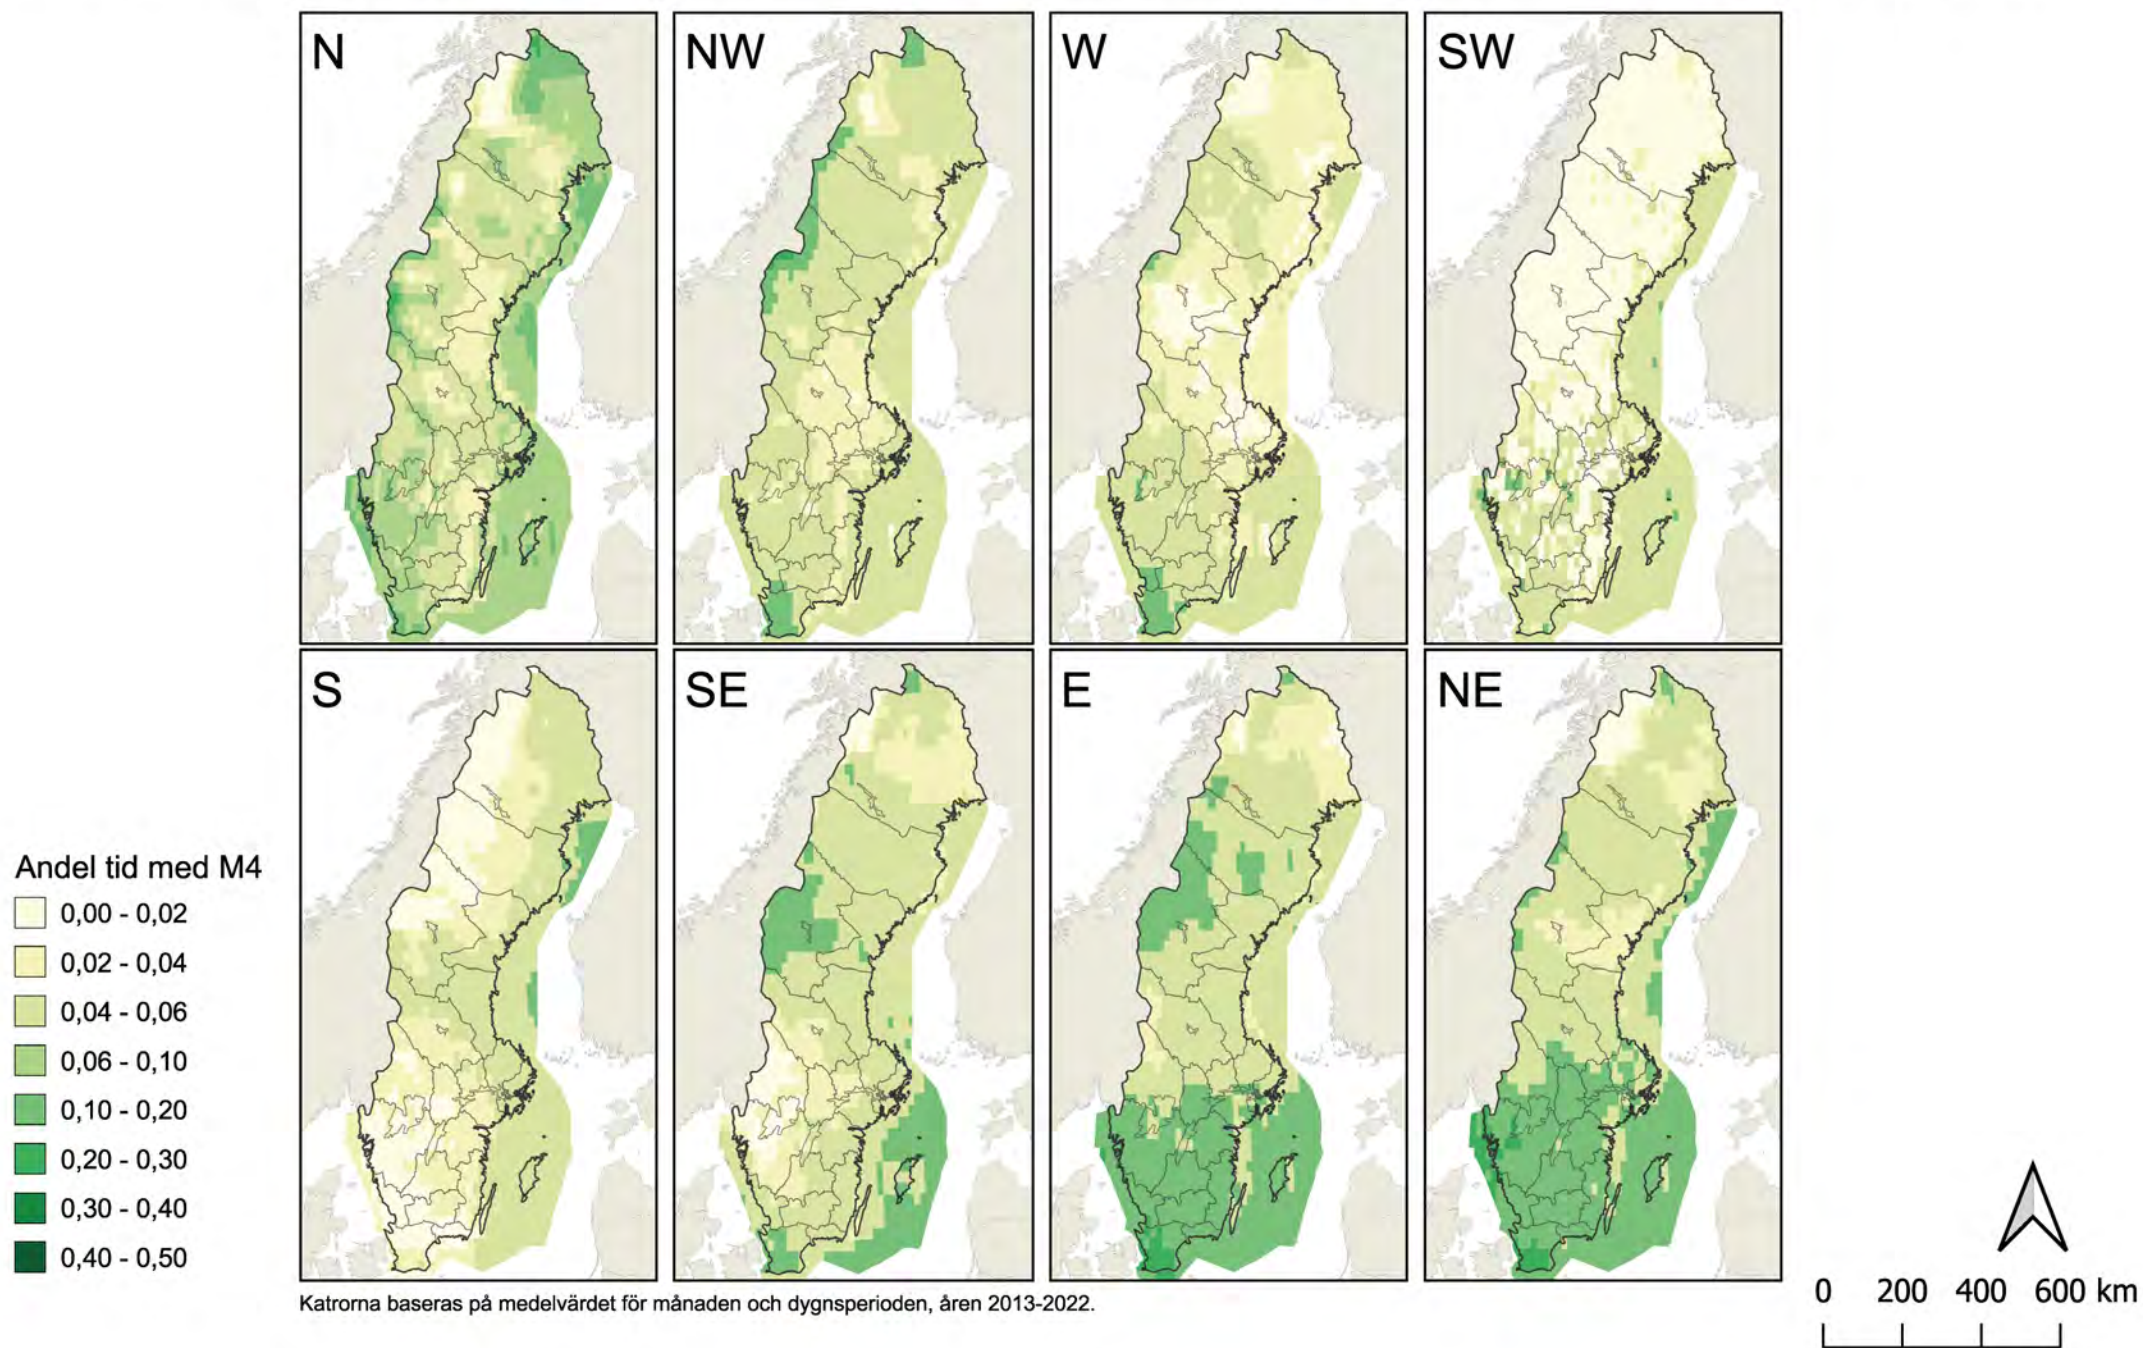 N
NW
W
SW
S
SE
E
NE
Andel tid med M4
0,00 - 0,02
0,02 - 0,04
0,04 - 0,06
0,06 - 0,10
0,10 - 0,20
0,20 - 0,30
0,30 - 0,40
0,40 - 0,50
Katrorna baseras på medelvärdet för månaden och dygnsperioden, åren 2013-2022.
0 200 400 600 km